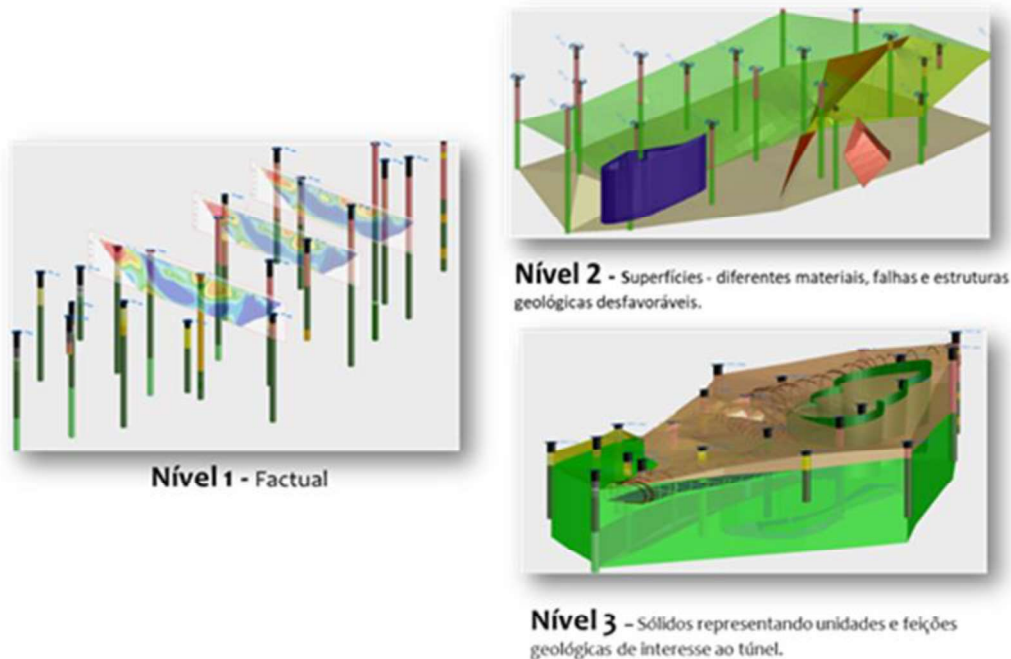 Nível 1 - Factual
Nível 2 - Superfícies - diferentes materiais, falhas e estruturas
geológicas desfavoráveis.
Nível 3 – Sólidos representando unidades e feições
geológicas de interesse ao túnel.